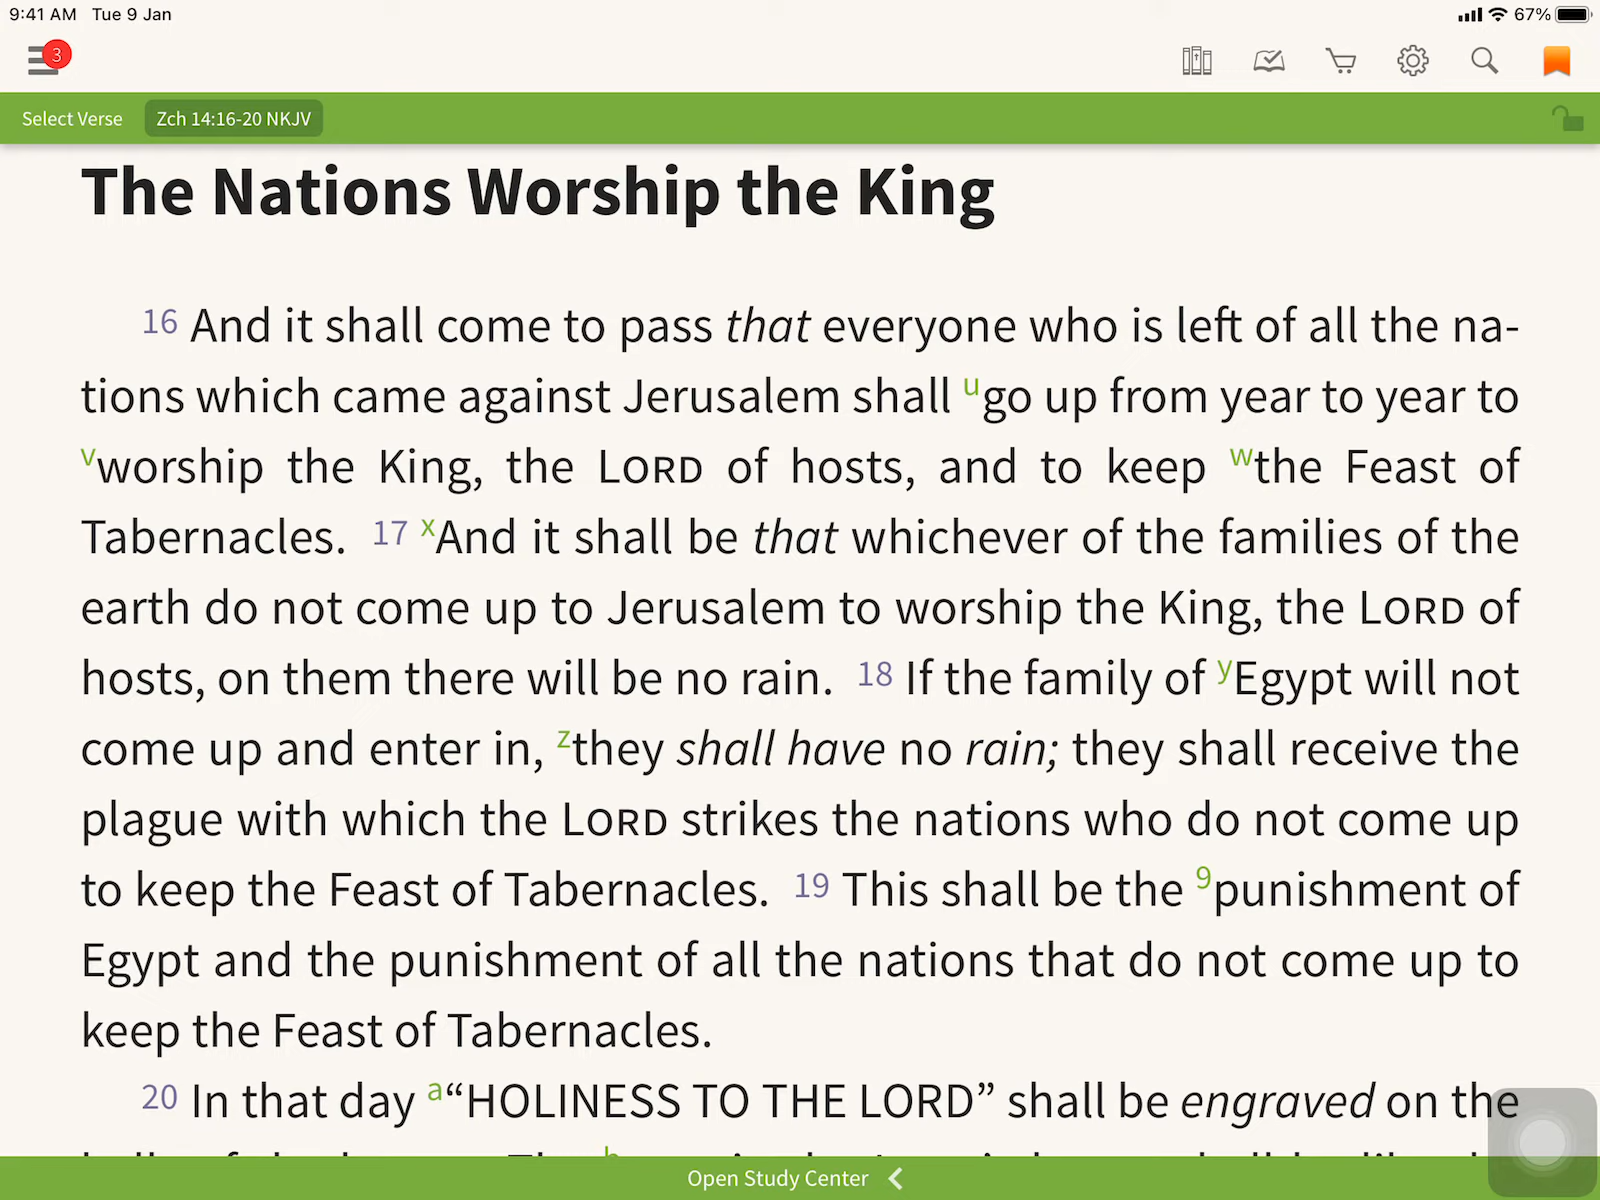 9:41 AM Tue 9 Jan 67%
3
Select Verse Zch 14:16-20 NKJV
The Nations Worship the King
16 And it shall come to pass that everyone who is left of all the na-
tions which came against Jerusalem shall ugo up from year to year to
vworship the King, the LORD of hosts, and to keep wthe Feast of
Tabernacles. 17 xAnd it shall be that whichever of the families of the
earth do not come up to Jerusalem to worship the King, the LORD of
hosts, on them there will be no rain. 18 If the family of yEgypt will not
come up and enter in, zthey shall have no rain; they shall receive the
plague with which the LORD strikes the nations who do not come up
to keep the Feast of Tabernacles. 19 This shall be the 9punishment of
Egypt and the punishment of all the nations that do not come up to
keep the Feast of Tabernacles.
20 In that day a“HOLINESS TO THE LORD” shall be engraved on the
Open Study Center